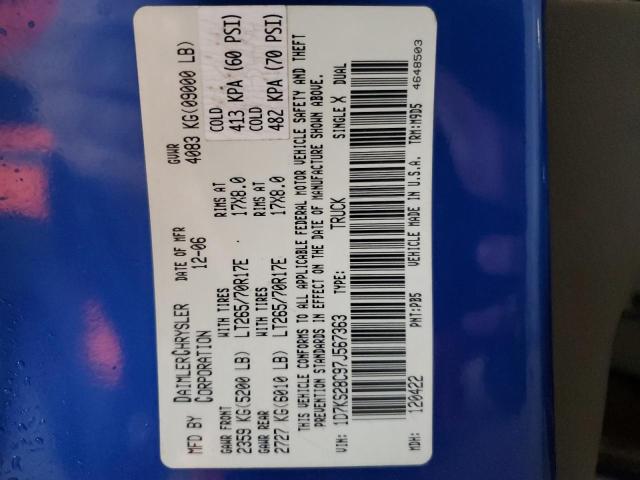 MFD BY DAIMLERCHRYSLER CORPORATION DATE OF MFR 12-06 GVWR 4083 KG(09000 LB)
GAWR FRONT WITH TIRES RIMS AT COLD
2359 KG(5200 LB) LT265/70R17E 17X8.0 413 KPA (60 PSI)
GAWR REAR WITH TIRES RIMS AT COLD
2727 KG(6010 LB) LT265/70R17E 17X8.0 482 KPA (70 PSI)
THIS VEHICLE CONFORMS TO ALL APPLICABLE FEDERAL MOTOR VEHICLE SAFETY AND THEFT
PREVENTION STANDARDS IN EFFECT ON THE DATE OF MANUFACTURE SHOWN ABOVE.
VIN: 1D7KS28C97J567363 TYPE: TRUCK SINGLE X DUAL
MDH: 120422 PNT:PB5 VEHICLE MADE IN U.S.A. TRM:M9D5
4648503